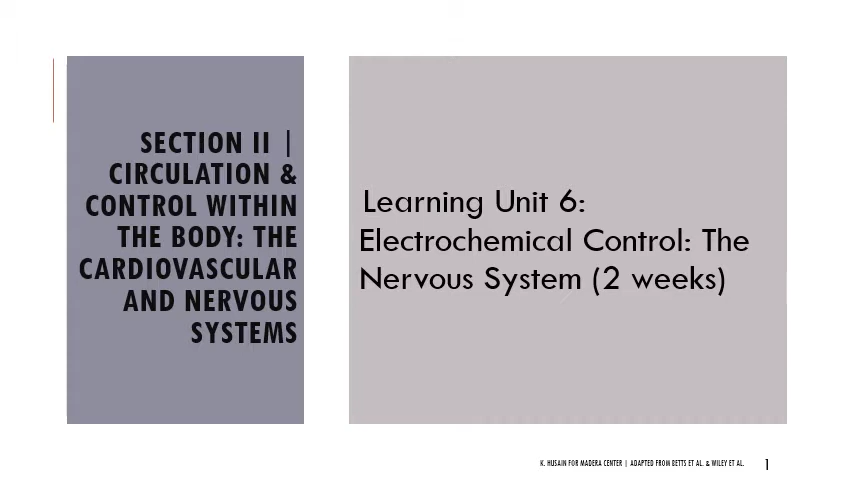 SECTION II |
CIRCULATION &
CONTROL WITHIN
THE BODY: THE
CARDIOVASCULAR
AND NERVOUS
SYSTEMS
Learning Unit 6:
Electrochemical Control: The
Nervous System (2 weeks)
K. HUSAIN FOR MADERA CENTER | ADAPTED FROM BETTS ET AL. & WILEY ET AL.
1